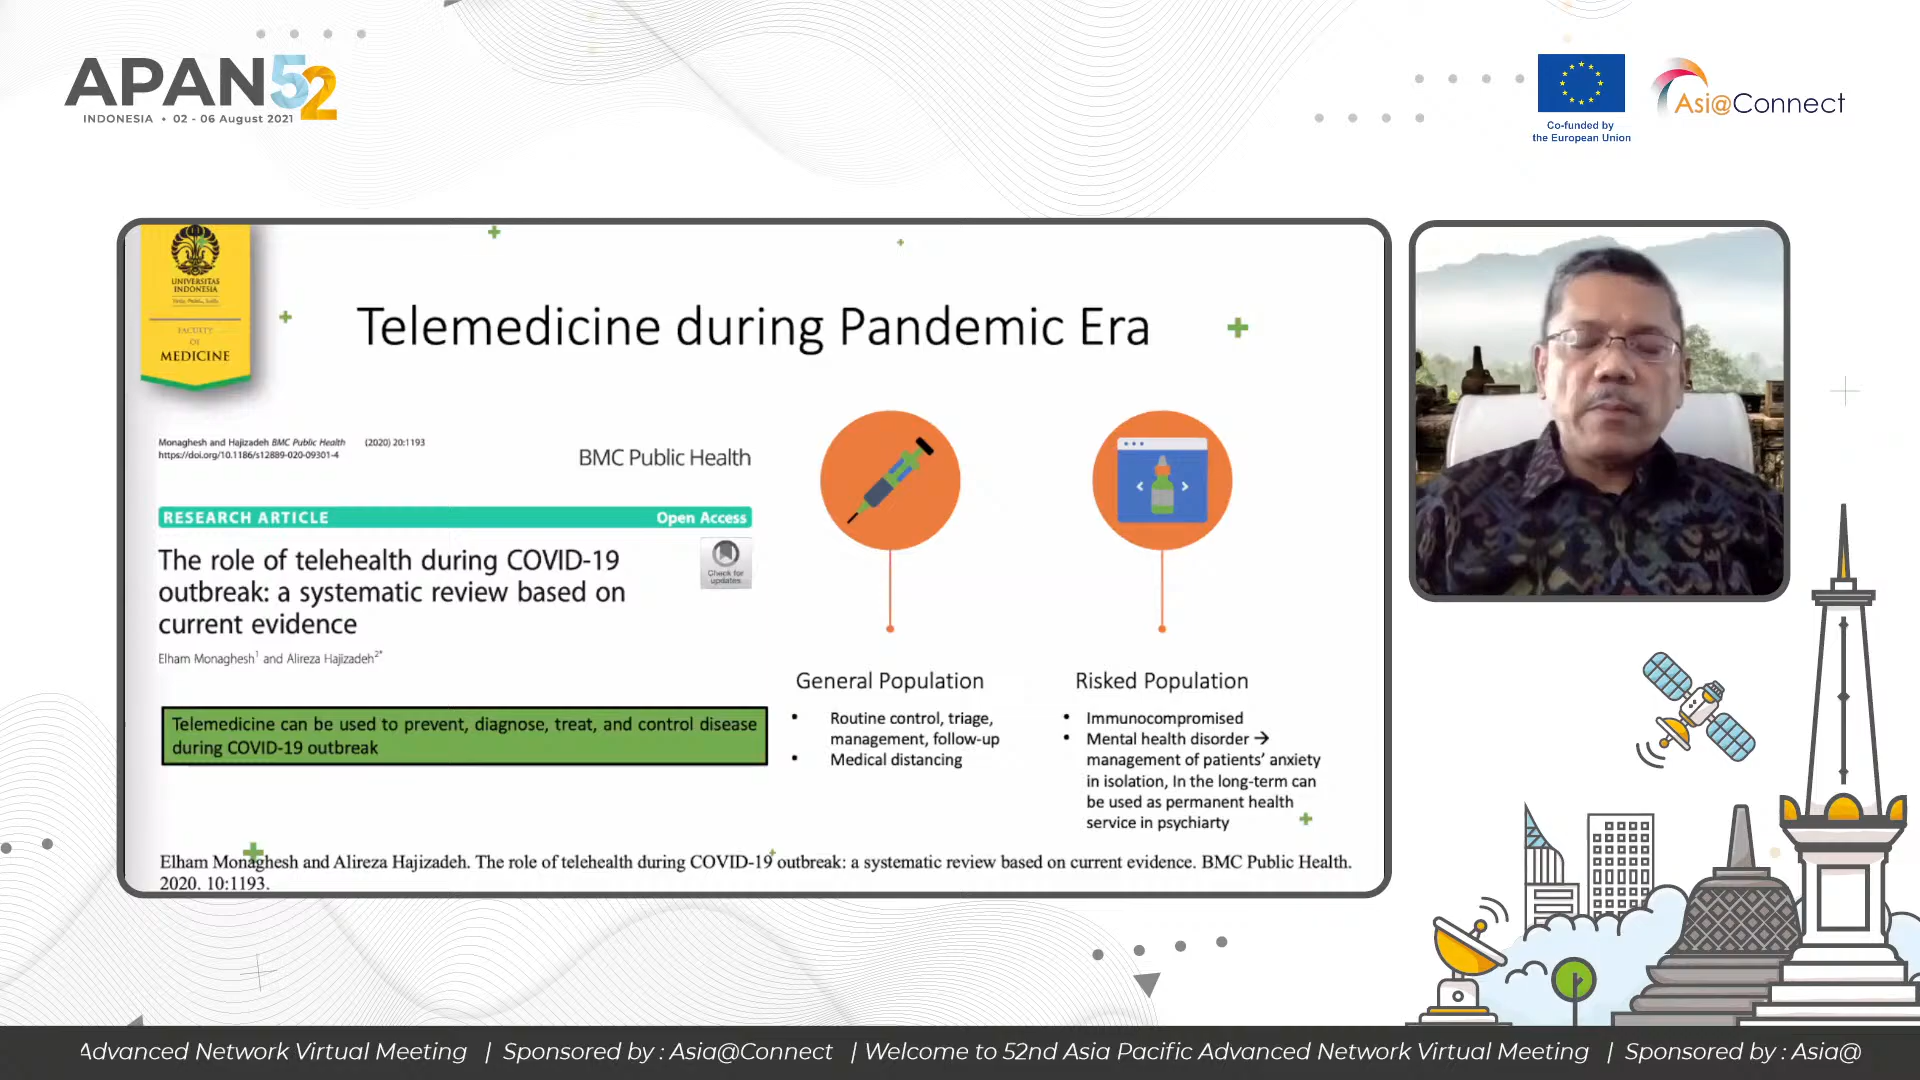 APAN52
INDONESIA • 02 - 06 August 2021
Co-funded by
the European Union
Asi@Connect
UNIVERSITAS
INDONESIA
FACULTY
OF
MEDICINE
Telemedicine during Pandemic Era
Monaghesh and Hajizadeh BMC Public Health (2020) 20:1193
https://doi.org/10.1186/s12889-020-09301-4
BMC Public Health
RESEARCH ARTICLE Open Access
The role of telehealth during COVID-19
outbreak: a systematic review based on
current evidence
Check for
updates
Elham Monaghesh1 and Alireza Hajizadeh2*
Telemedicine can be used to prevent, diagnose, treat, and control disease
during COVID-19 outbreak
General Population
• Routine control, triage,
management, follow-up
• Medical distancing
Risked Population
• Immunocompromised
• Mental health disorder →
management of patients’ anxiety
in isolation, In the long-term can
be used as permanent health
service in psychiarty
Elham Monaghesh and Alireza Hajizadeh. The role of telehealth during COVID-19 outbreak: a systematic review based on current evidence. BMC Public Health.
2020. 10:1193.
Advanced Network Virtual Meeting | Sponsored by : Asia@Connect | Welcome to 52nd Asia Pacific Advanced Network Virtual Meeting | Sponsored by : Asia@